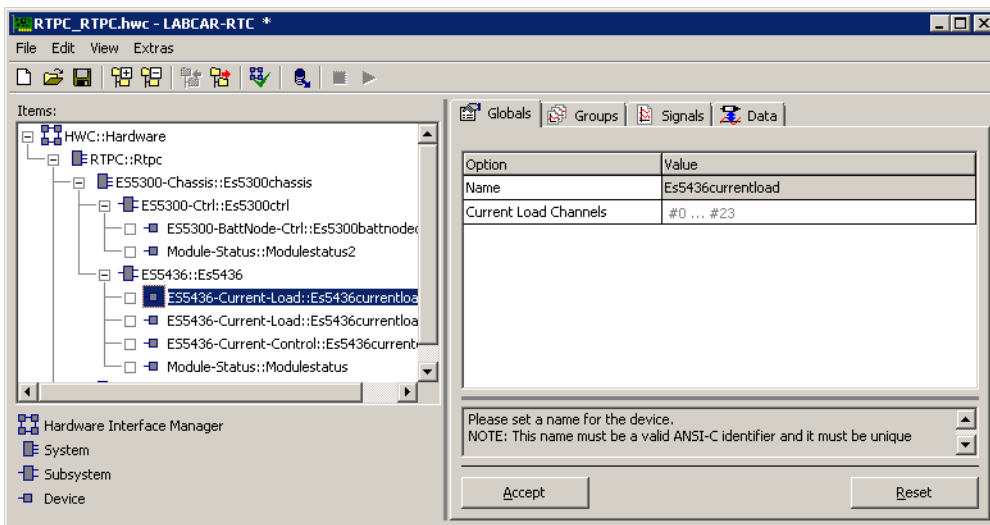 RTPC_RTPC.hwc - LABCAR-RTC *
File Edit View Extras
Items:
HWC::Hardware
RTPC::Rtpc
ES5300-Chassis::Es5300chassis
ES5300-Ctrl::Es5300ctrl
ES5300-BattNode-Ctrl::Es5300battnodec
Module-Status::Modulestatus2
ES5436::Es5436
ES5436-Current-Load::Es5436currentloa
ES5436-Current-Load::Es5436currentloa
ES5436-Current-Control::Es5436current
Module-Status::Modulestatus
Hardware Interface Manager
System
Subsystem
Device
Globals Groups Signals Data
Option Value
Name Es5436currentload
Current Load Channels #0 ... #23
Please set a name for the device.
NOTE: This name must be a valid ANSI-C identifier and it must be unique
Accept Reset